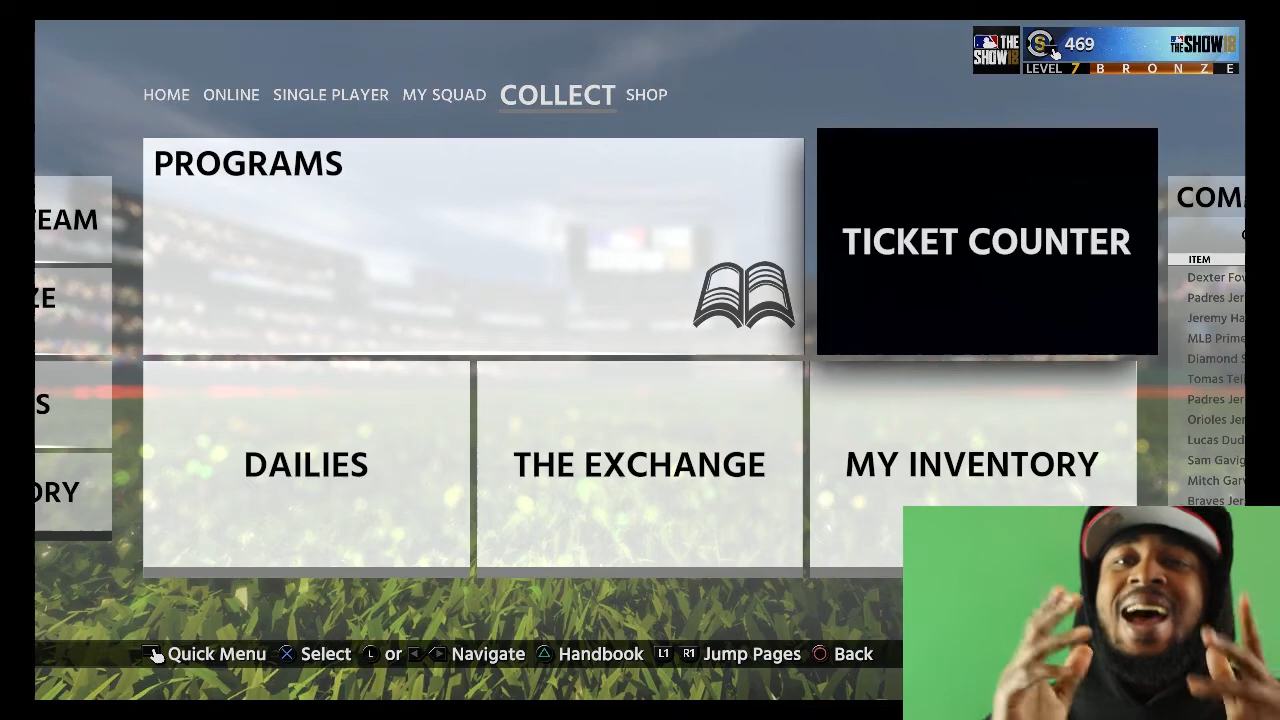 MLB THE SHOW 18
S 469
THE SHOW 18
LEVEL 7 BRONZE
HOME ONLINE SINGLE PLAYER MY SQUAD COLLECT SHOP
PROGRAMS
TICKET COUNTER
DAILIES
THE EXCHANGE
MY INVENTORY
EAM
ZE
S
ORY
COM
ITEM
Dexter Fow
Padres Jer
Jeremy Ha
MLB Prime
Diamond S
Tomas Tel
Padres Jer
Orioles Jer
Lucas Dud
Sam Gavig
Mitch Garv
Braves Jer
Quick Menu Select L or Navigate Handbook L1 R1 Jump Pages Back